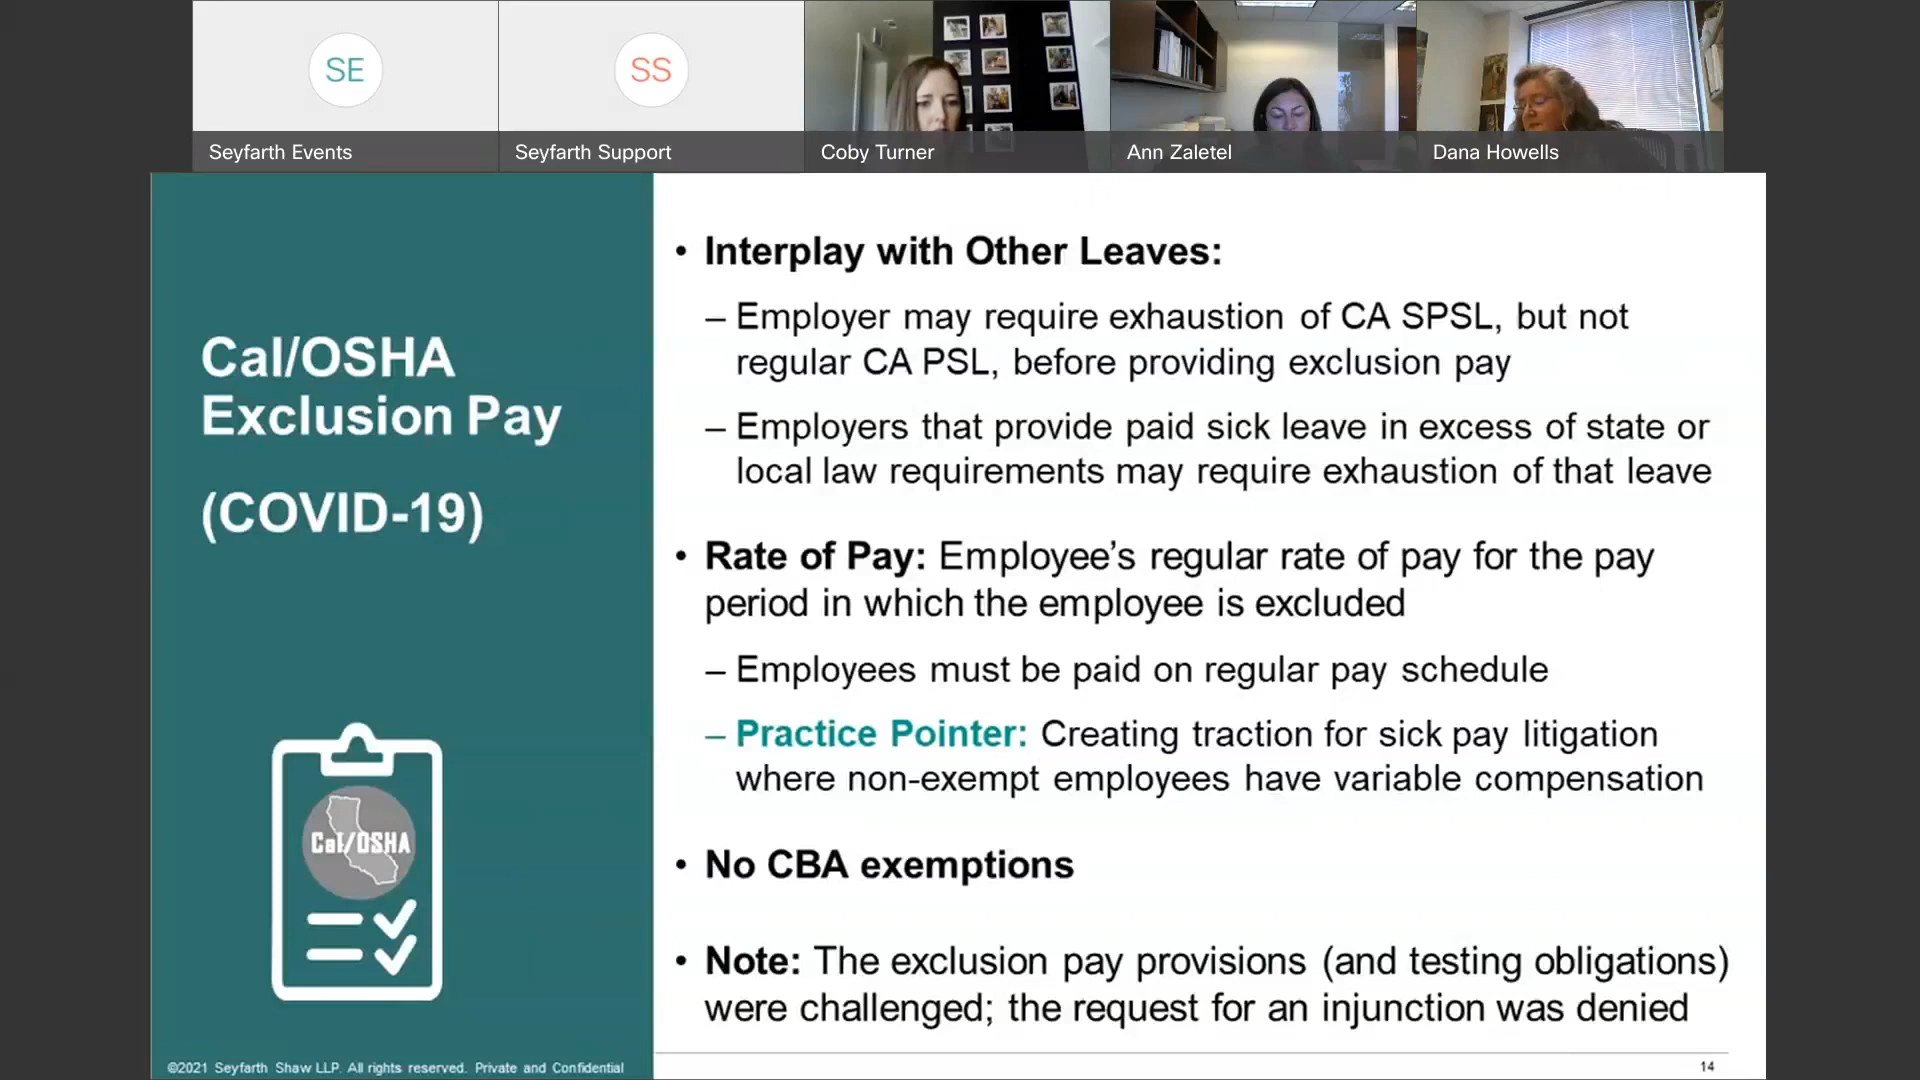 SE
SS
Seyfarth Events
Seyfarth Support
Coby Turner
Ann Zaletel
Dana Howells
Cal/OSHA
Exclusion Pay
(COVID-19)
Cal/OSHA
©2021 Seyfarth Shaw LLP. All rights reserved. Private and Confidential
• Interplay with Other Leaves:
– Employer may require exhaustion of CA SPSL, but not
regular CA PSL, before providing exclusion pay
– Employers that provide paid sick leave in excess of state or
local law requirements may require exhaustion of that leave
• Rate of Pay: Employee’s regular rate of pay for the pay
period in which the employee is excluded
– Employees must be paid on regular pay schedule
– Practice Pointer: Creating traction for sick pay litigation
where non-exempt employees have variable compensation
• No CBA exemptions
• Note: The exclusion pay provisions (and testing obligations)
were challenged; the request for an injunction was denied
14